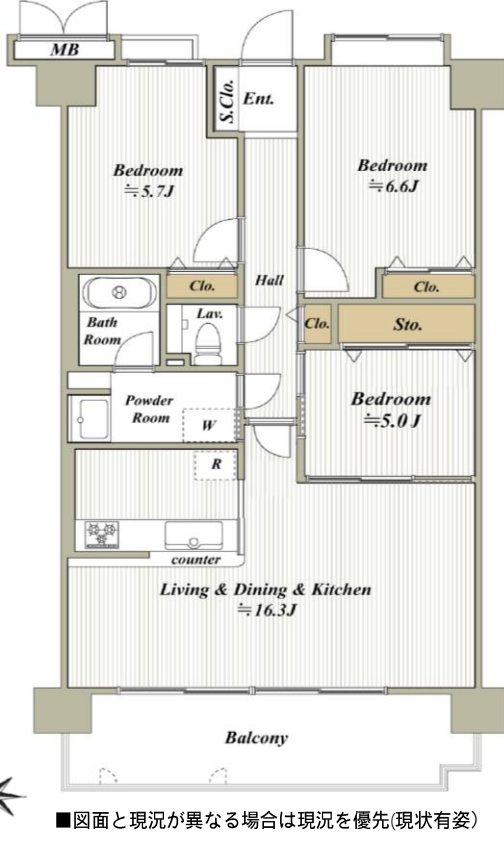 MB
S.Clo.
Ent.
Bedroom
≒5.7J
Bedroom
≒6.6J
Hall
Clo.
Clo.
Bath
Room
Lav.
Clo.
Sto.
Powder
Room
W
Bedroom
≒5.0J
R
counter
Living & Dining & Kitchen
≒16.3J
Balcony
■図面と現況が異なる場合は現況を優先(現状有姿）